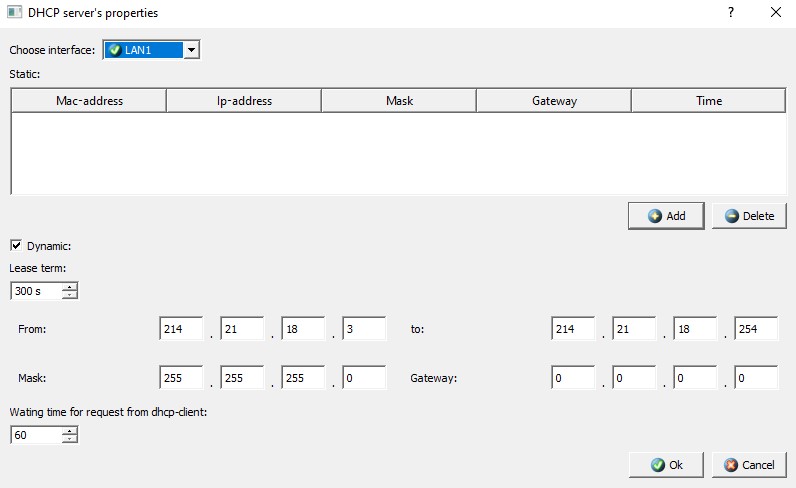 DHCP server's properties ?
Choose interface: LAN1
Static:
Mac-address Ip-address Mask Gateway Time
Add Delete
Dynamic:
Lease term:
300 s
From: 214 . 21 . 18 . 3 to: 214 . 21 . 18 . 254
Mask: 255 . 255 . 255 . 0 Gateway: 0 . 0 . 0 . 0
Wating time for request from dhcp-client:
60
Ok Cancel